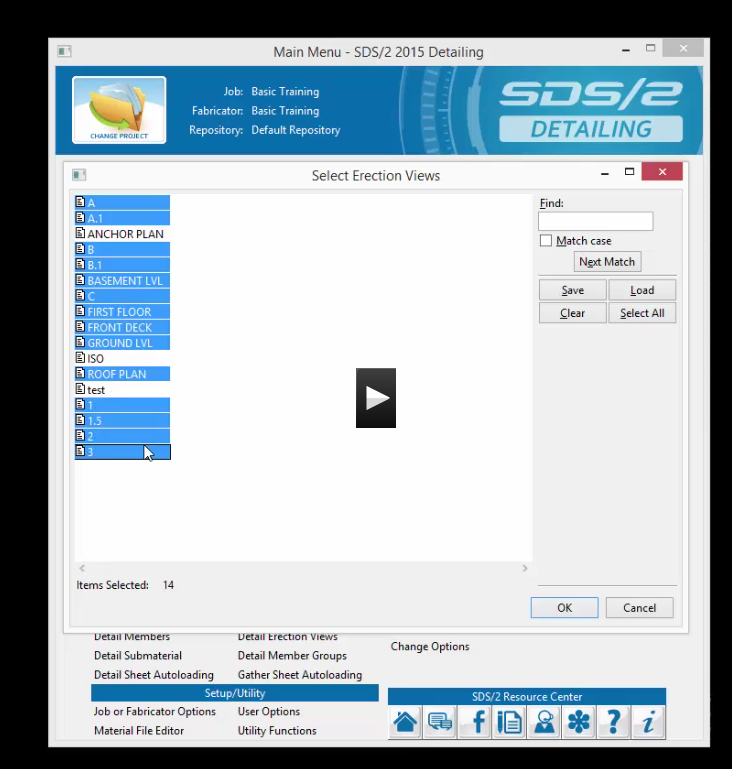 Main Menu - SDS/2 2015 Detailing
CHANGE PROJECT
Job: Basic Training
Fabricator: Basic Training
Repository: Default Repository
SDS/2
DETAILING
Select Erection Views
A
A.1
ANCHOR PLAN
B
B.1
BASEMENT LVL
C
FIRST FLOOR
FRONT DECK
GROUND LVL
ISO
ROOF PLAN
test
1
1.5
2
3
Find:
Match case
Next Match
Save Load
Clear Select All
Items Selected: 14
OK Cancel
Detail Members Detail Erection Views
Detail Submaterial Detail Member Groups
Detail Sheet Autoloading Gather Sheet Autoloading
Change Options
Setup/Utility
Job or Fabricator Options User Options
Material File Editor Utility Functions
SDS/2 Resource Center
f ? i